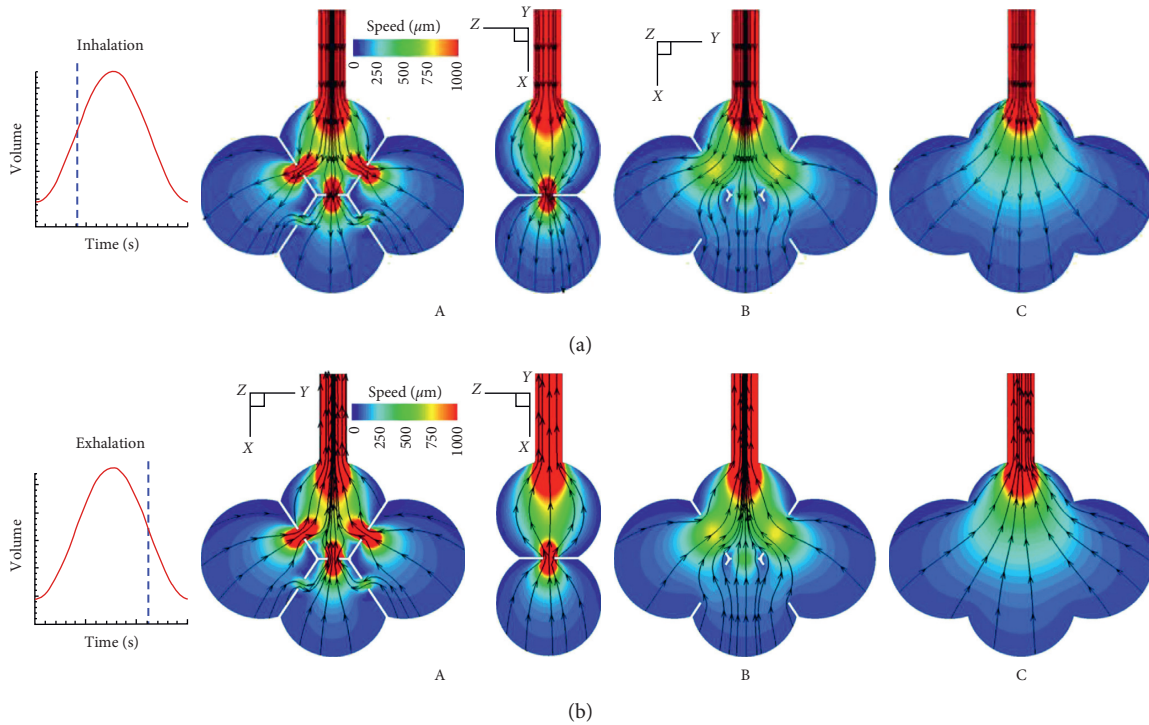 Inhalation
Volume
Time (s)
Speed (μm)
0
250
500
750
1000
Y
Z
X
Z
Y
X
A
B
C
(a)
Exhalation
Volume
Time (s)
Z
Y
X
Speed (μm)
0
250
500
750
1000
Y
Z
X
A
B
C
(b)